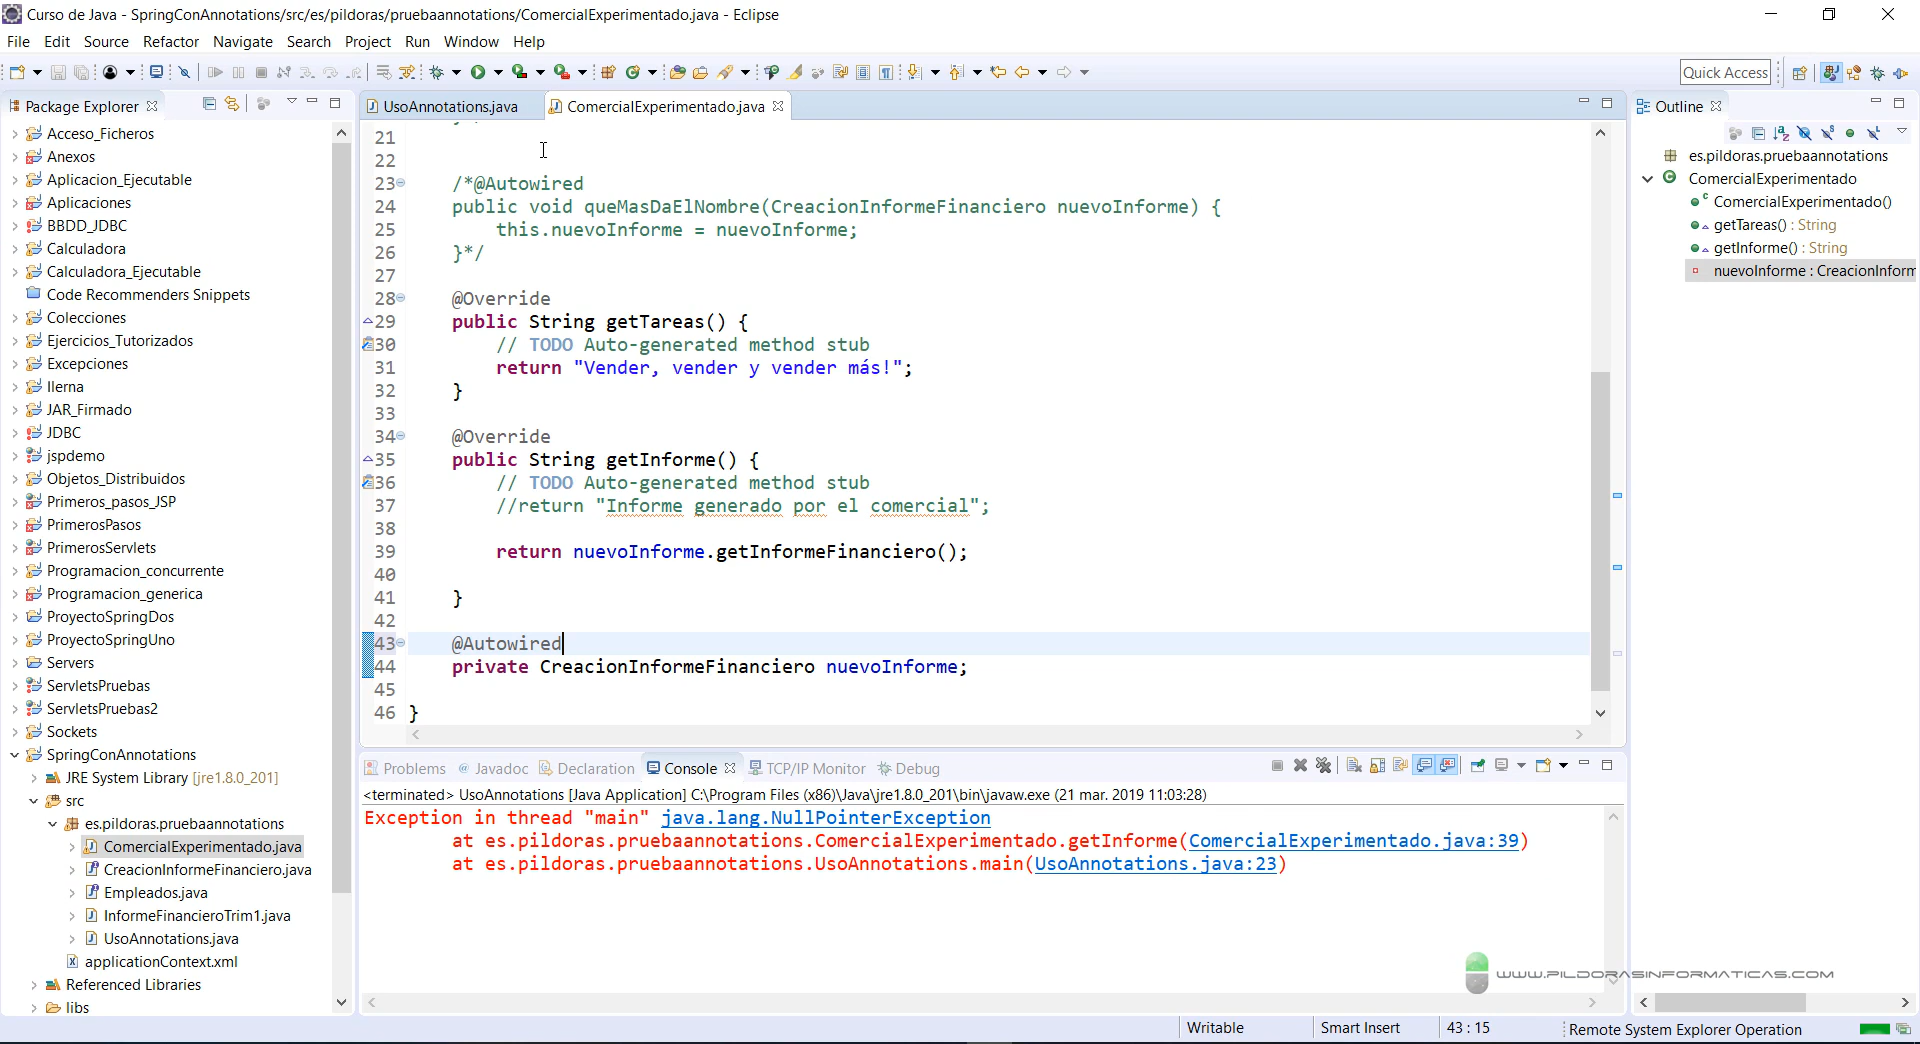 Curso de Java - SpringConAnnotations/src/es/pildoras/pruebaannotations/ComercialExperimentado.java - Eclipse
File Edit Source Refactor Navigate Search Project Run Window Help
Quick Access
Package Explorer
Acceso_Ficheros
Anexos
Aplicacion_Ejecutable
Aplicaciones
BBDD_JDBC
Calculadora
Calculadora_Ejecutable
Code Recommenders Snippets
Colecciones
Ejercicios_Tutorizados
Excepciones
Ilerna
JAR_Firmado
JDBC
jspdemo
Objetos_Distribuidos
Primeros_pasos_JSP
PrimerosPasos
PrimerosServlets
Programacion_concurrente
Programacion_generica
ProyectoSpringDos
ProyectoSpringUno
Servers
ServletsPruebas
ServletsPruebas2
Sockets
SpringConAnnotations
JRE System Library [jre1.8.0_201]
src
es.pildoras.pruebaannotations
ComercialExperimentado.java
CreacionInformeFinanciero.java
Empleados.java
InformeFinancieroTrim1.java
UsoAnnotations.java
applicationContext.xml
Referenced Libraries
libs
UsoAnnotations.java ComercialExperimentado.java
21
22
23 /*@Autowired
24 public void queMasDaElNombre(CreacionInformeFinanciero nuevoInforme) {
25 this.nuevoInforme = nuevoInforme;
26 }*/
27
28 @Override
29 public String getTareas() {
30 // TODO Auto-generated method stub
31 return "Vender, vender y vender más!";
32 }
33
34 @Override
35 public String getInforme() {
36 // TODO Auto-generated method stub
37 //return "Informe generado por el comercial";
38
39 return nuevoInforme.getInformeFinanciero();
40
41 }
42
43 @Autowired
44 private CreacionInformeFinanciero nuevoInforme;
45
46 }
Outline
es.pildoras.pruebaannotations
ComercialExperimentado
ComercialExperimentado()
getTareas() : String
getInforme() : String
nuevoInforme : CreacionInform
Problems Javadoc Declaration Console TCP/IP Monitor Debug
<terminated> UsoAnnotations [Java Application] C:\Program Files (x86)\Java\jre1.8.0_201\bin\javaw.exe (21 mar. 2019 11:03:28)
Exception in thread "main" java.lang.NullPointerException
at es.pildoras.pruebaannotations.ComercialExperimentado.getInforme(ComercialExperimentado.java:39)
at es.pildoras.pruebaannotations.UsoAnnotations.main(UsoAnnotations.java:23)
WWW.PILDORASINFORMATICAS.COM
Writable Smart Insert 43 : 15 Remote System Explorer Operation